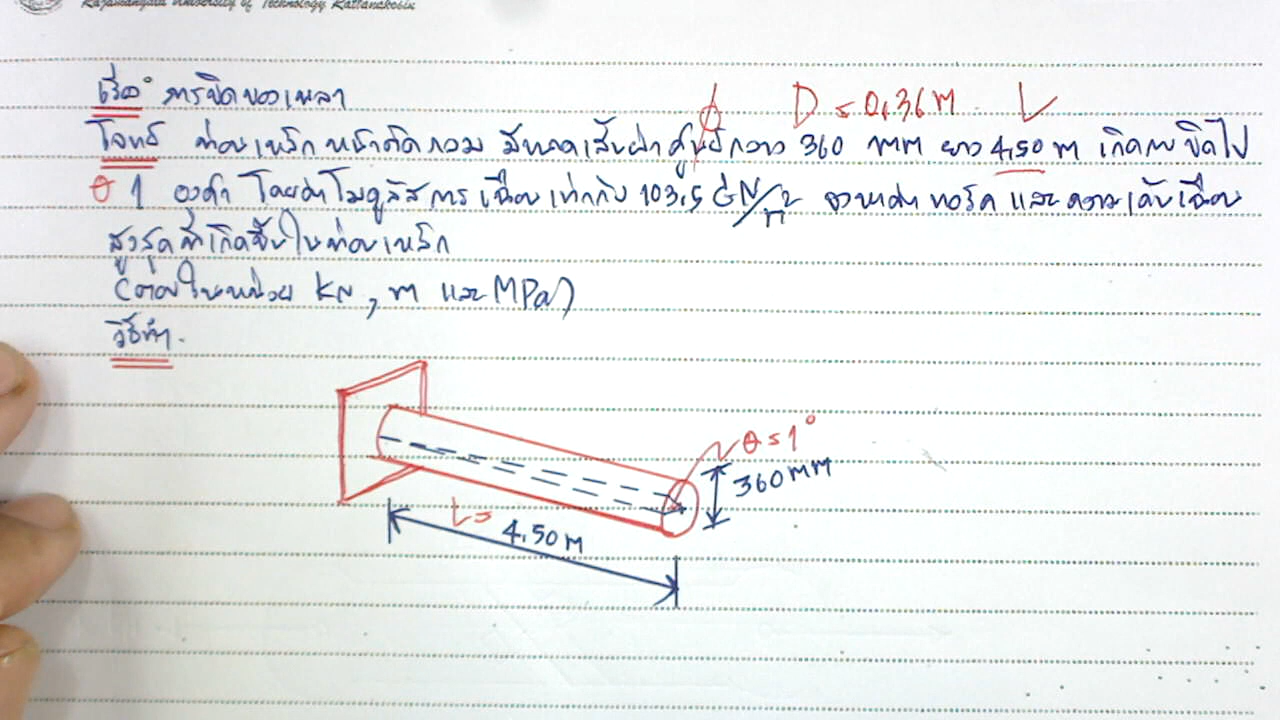 Rajamangala University of Technology Rattanakosin
เรื่อง การบิดของเพลา
D = 0.36 M L
โจทย์ ท่อนเหล็กหน้าตัดกลม มีขนาดเส้นผ่าศูนย์กลาง 360 mm ยาว 4.50 m เกิดการบิดไป
θ 1 องศา โดยค่าโมดูลัสการเฉือนเท่ากับ 103.5 GN/m² จงหาค่าทอร์ค และความเค้นเฉือน
สูงสุดที่เกิดขึ้นในท่อนเหล็ก
(ตอบในหน่วย kN, m และ MPa)
วิธีทำ.
θ = 1°
360 mm
L =
4.50 m